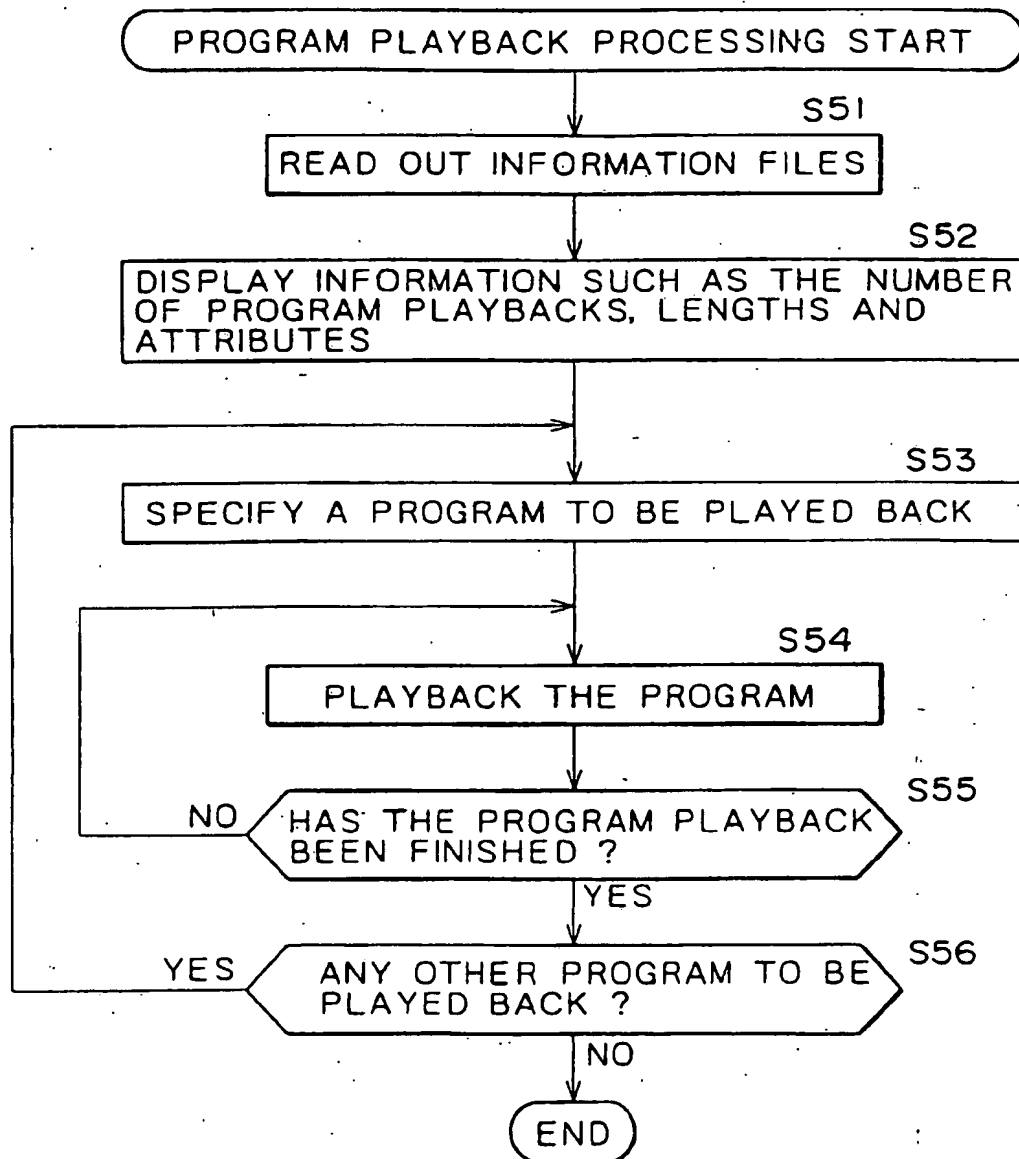 PROGRAM PLAYBACK PROCESSING START
S51
READ OUT INFORMATION FILES
S52
DISPLAY INFORMATION SUCH AS THE NUMBER
OF PROGRAM PLAYBACKS, LENGTHS AND
ATTRIBUTES
S53
SPECIFY A PROGRAM TO BE PLAYED BACK
S54
PLAYBACK THE PROGRAM
S55
NO
HAS THE PROGRAM PLAYBACK
BEEN FINISHED ?
YES
S56
YES
ANY OTHER PROGRAM TO BE
PLAYED BACK ?
NO
END